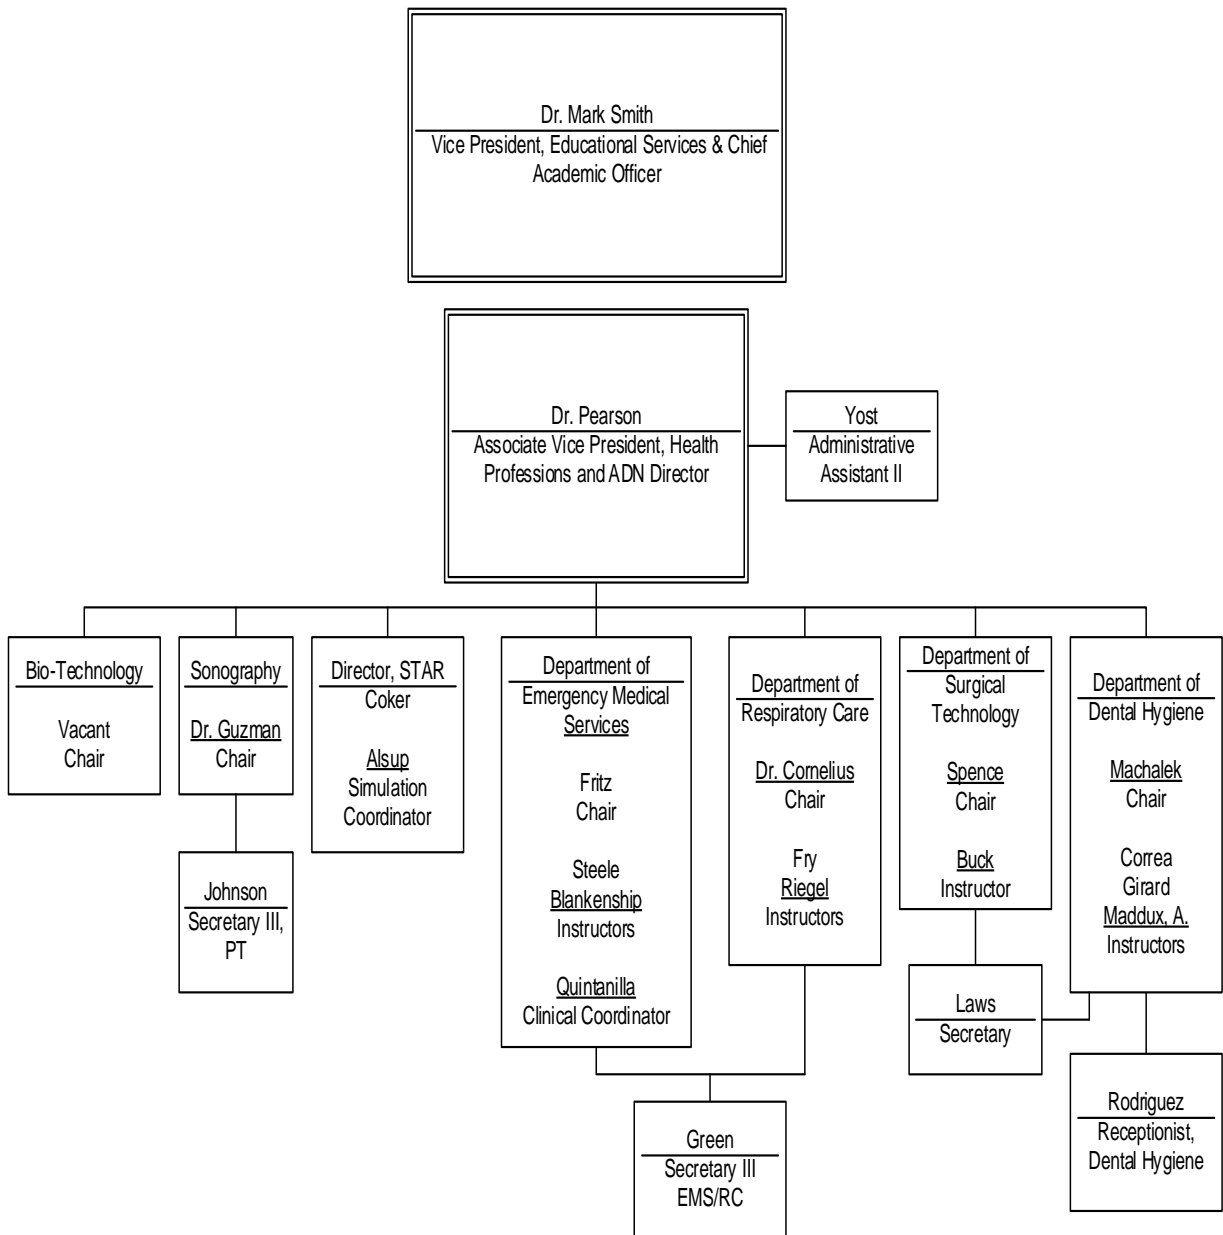 Dr. Mark Smith
Vice President, Educational Services & Chief
Academic Officer
Dr. Pearson
Associate Vice President, Health
Professions and ADN Director
Yost
Administrative
Assistant II
Bio-Technology
Vacant
Chair
Sonography
Dr. Guzman
Chair
Johnson
Secretary III,
PT
Director, STAR
Coker
Alsup
Simulation
Coordinator
Department of
Emergency Medical
Services
Fritz
Chair
Steele
Blankenship
Instructors
Quintanilla
Clinical Coordinator
Department of
Respiratory Care
Dr. Cornelius
Chair
Fry
Riegel
Instructors
Green
Secretary III
EMS/RC
Department of
Surgical
Technology
Spence
Chair
Buck
Instructor
Laws
Secretary
Department of
Dental Hygiene
Machalek
Chair
Correa
Girard
Maddux, A.
Instructors
Rodriguez
Receptionist,
Dental Hygiene